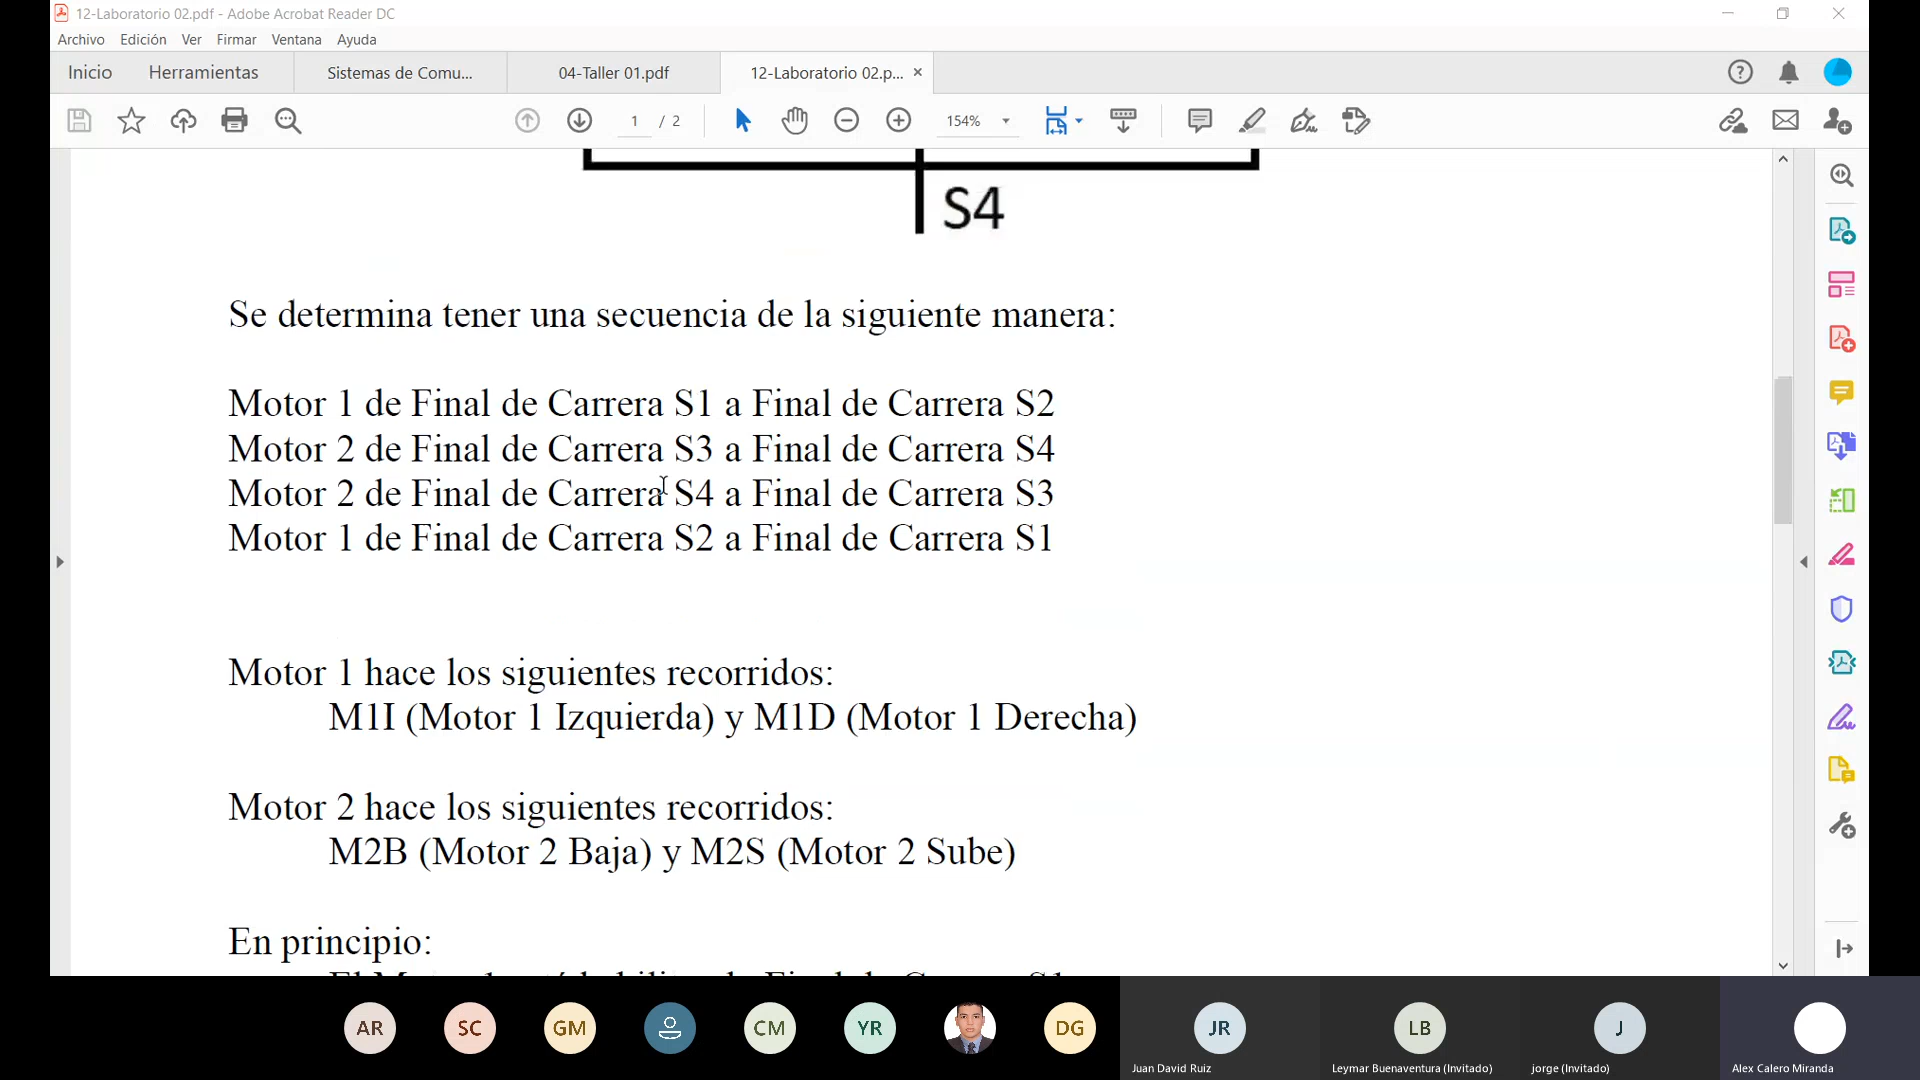 12-Laboratorio 02.pdf - Adobe Acrobat Reader DC
Archivo Edición Ver Firmar Ventana Ayuda
Inicio Herramientas Sistemas de Comu... 04-Taller 01.pdf 12-Laboratorio 02.p... ×
1 / 2 154%
S4
Se determina tener una secuencia de la siguiente manera:
Motor 1 de Final de Carrera S1 a Final de Carrera S2
Motor 2 de Final de Carrera S3 a Final de Carrera S4
Motor 2 de Final de Carrera S4 a Final de Carrera S3
Motor 1 de Final de Carrera S2 a Final de Carrera S1
Motor 1 hace los siguientes recorridos:
M1I (Motor 1 Izquierda) y M1D (Motor 1 Derecha)
Motor 2 hace los siguientes recorridos:
M2B (Motor 2 Baja) y M2S (Motor 2 Sube)
En principio:
AR SC GM CM YR DG JR LB J
Juan David Ruiz Leymar Buenaventura (Invitado) jorge (Invitado) Alex Calero Miranda